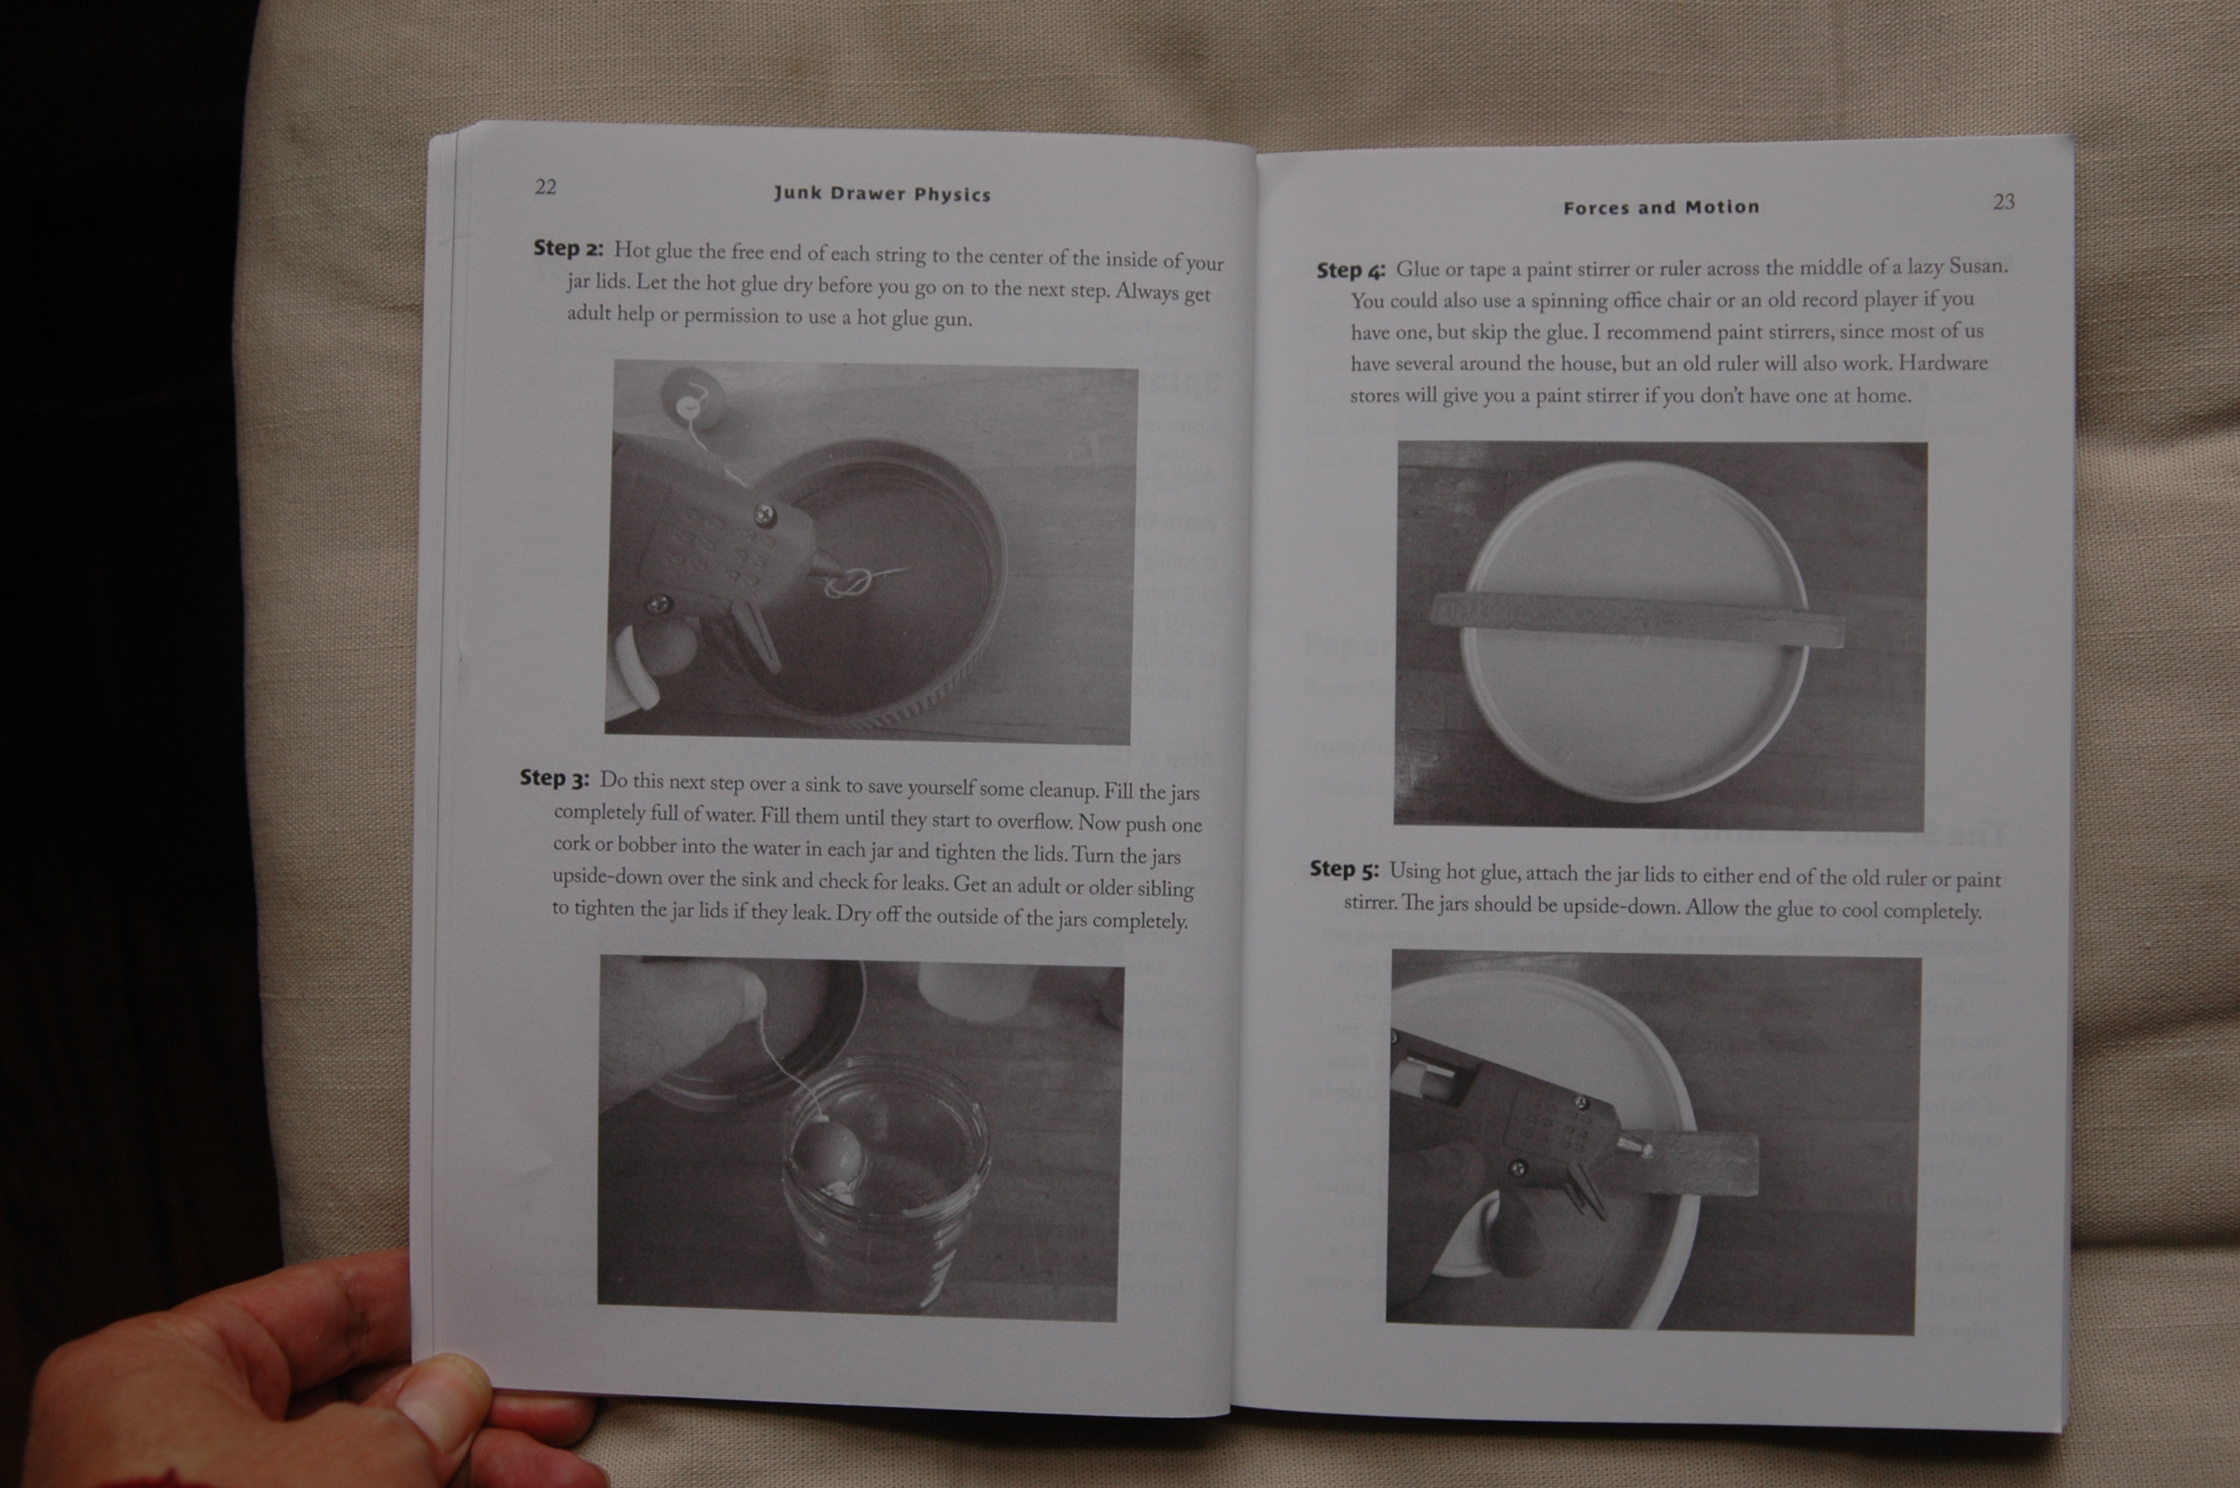 22
Junk Drawer Physics
Step 2: Hot glue the free end of each string to the center of the inside of your
jar lids. Let the hot glue dry before you go on to the next step. Always get
adult help or permission to use a hot glue gun.
Step 3: Do this next step over a sink to save yourself some cleanup. Fill the jars
completely full of water. Fill them until they start to overflow. Now push one
cork or bobber into the water in each jar and tighten the lids. Turn the jars
upside-down over the sink and check for leaks. Get an adult or older sibling
to tighten the jar lids if they leak. Dry off the outside of the jars completely.
Forces and Motion
23
Step 4: Glue or tape a paint stirrer or ruler across the middle of a lazy Susan.
You could also use a spinning office chair or an old record player if you
have one, but skip the glue. I recommend paint stirrers, since most of us
have several around the house, but an old ruler will also work. Hardware
stores will give you a paint stirrer if you don't have one at home.
Step 5: Using hot glue, attach the jar lids to either end of the old ruler or paint
stirrer. The jars should be upside-down. Allow the glue to cool completely.